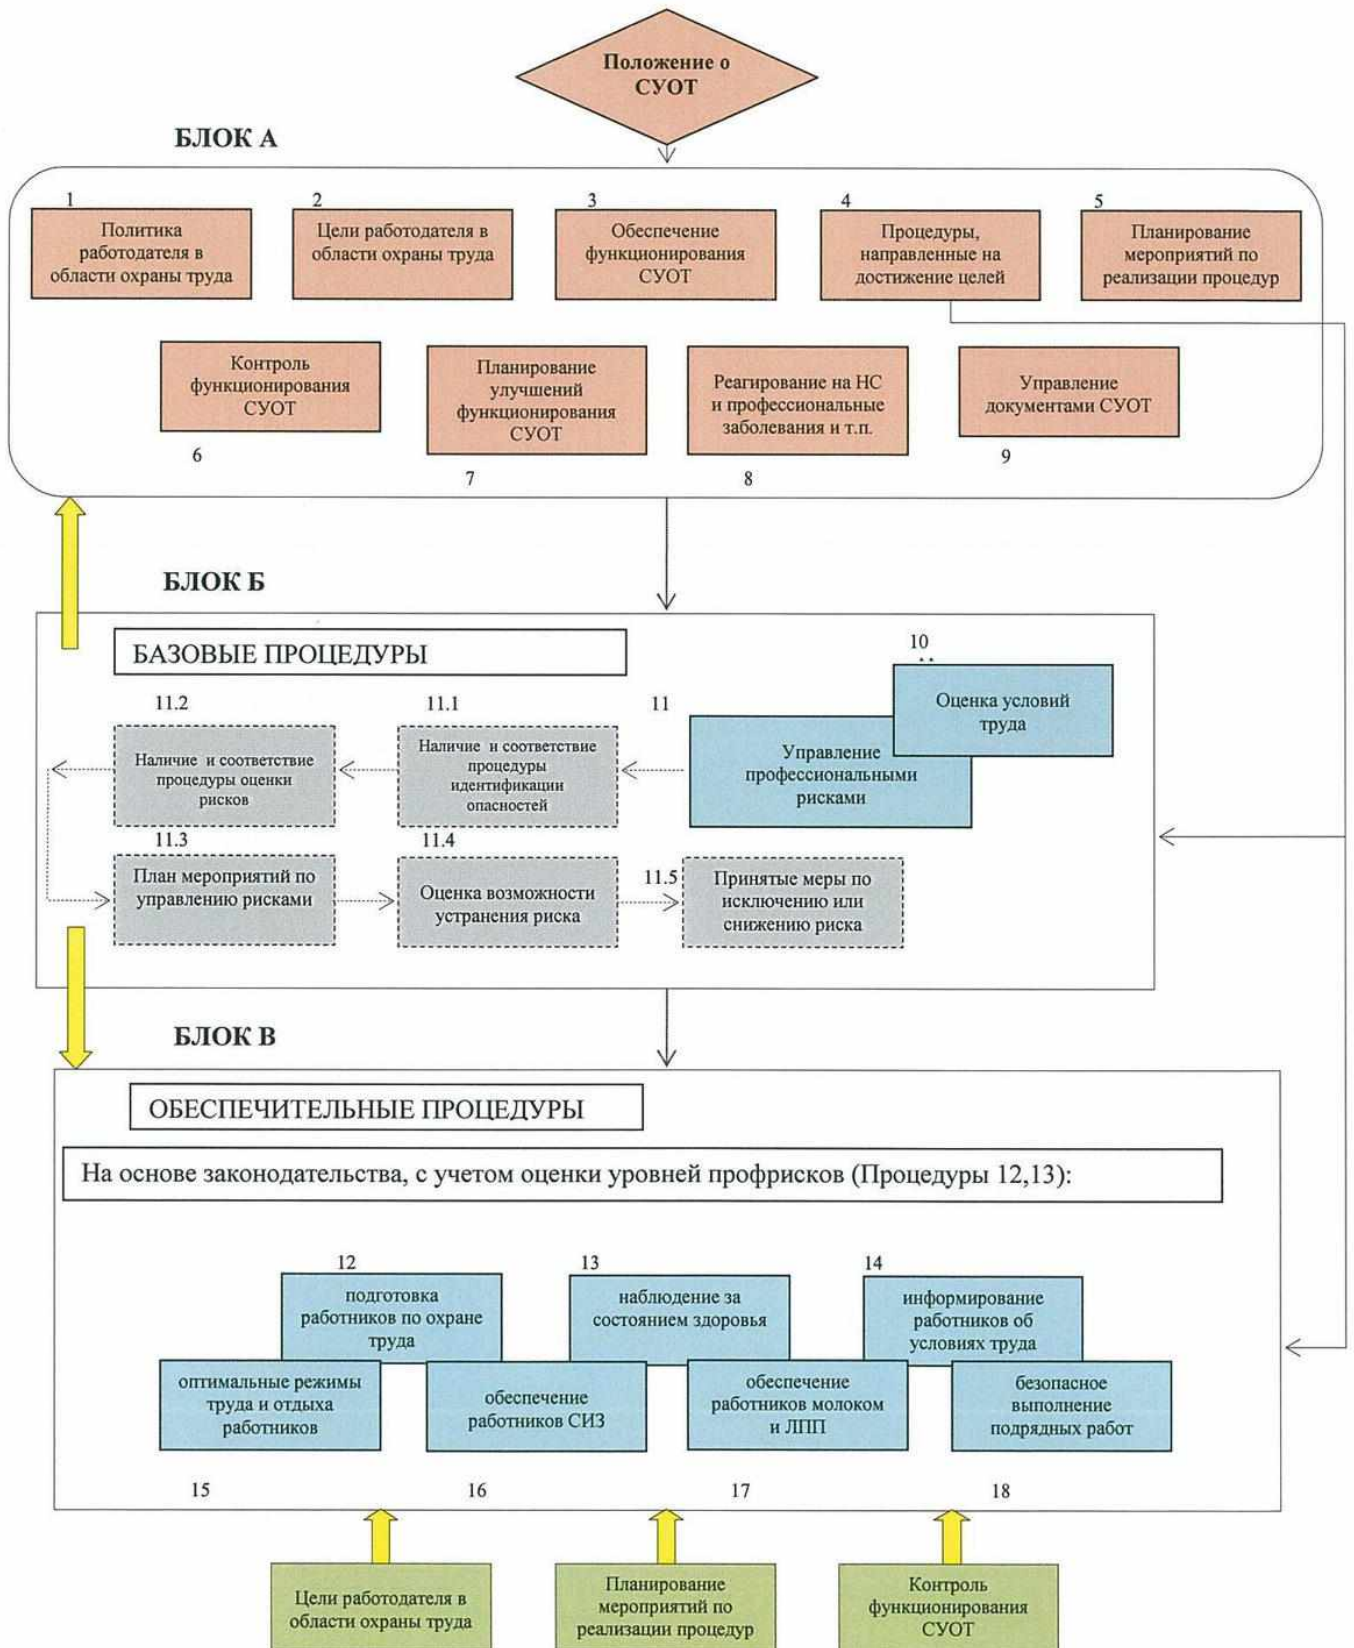 Положение о
СУОТ
БЛОК А
1
Политика
работодателя в
области охраны труда
2
Цели работодателя в
области охраны труда
3
Обеспечение
функционирования
СУОТ
4
Процедуры,
направленные на
достижение целей
5
Планирование
мероприятий по
реализации процедур
Контроль
функционирования
СУОТ
6
Планирование
улучшений
функционирования
СУОТ
7
Реагирование на НС
и профессиональные
заболевания и т.п.
8
Управление
документами СУОТ
9
БЛОК Б
БАЗОВЫЕ ПРОЦЕДУРЫ
10
Оценка условий
труда
11
Управление
профессиональными
рисками
11.1
Наличие и соответствие
процедуры
идентификации
опасностей
11.2
Наличие и соответствие
процедуры оценки
рисков
11.3
План мероприятий по
управлению рисками
11.4
Оценка возможности
устранения риска
11.5
Принятые меры по
исключению или
снижению риска
БЛОК В
ОБЕСПЕЧИТЕЛЬНЫЕ ПРОЦЕДУРЫ
На основе законодательства, с учетом оценки уровней профрисков (Процедуры 12,13):
12
подготовка
работников по охране
труда
13
наблюдение за
состоянием здоровья
14
информирование
работников об
условиях труда
оптимальные режимы
труда и отдыха
работников
15
обеспечение
работников СИЗ
16
обеспечение
работников молоком
и ЛПП
17
безопасное
выполнение
подрядных работ
18
Цели работодателя в
области охраны труда
Планирование
мероприятий по
реализации процедур
Контроль
функционирования
СУОТ